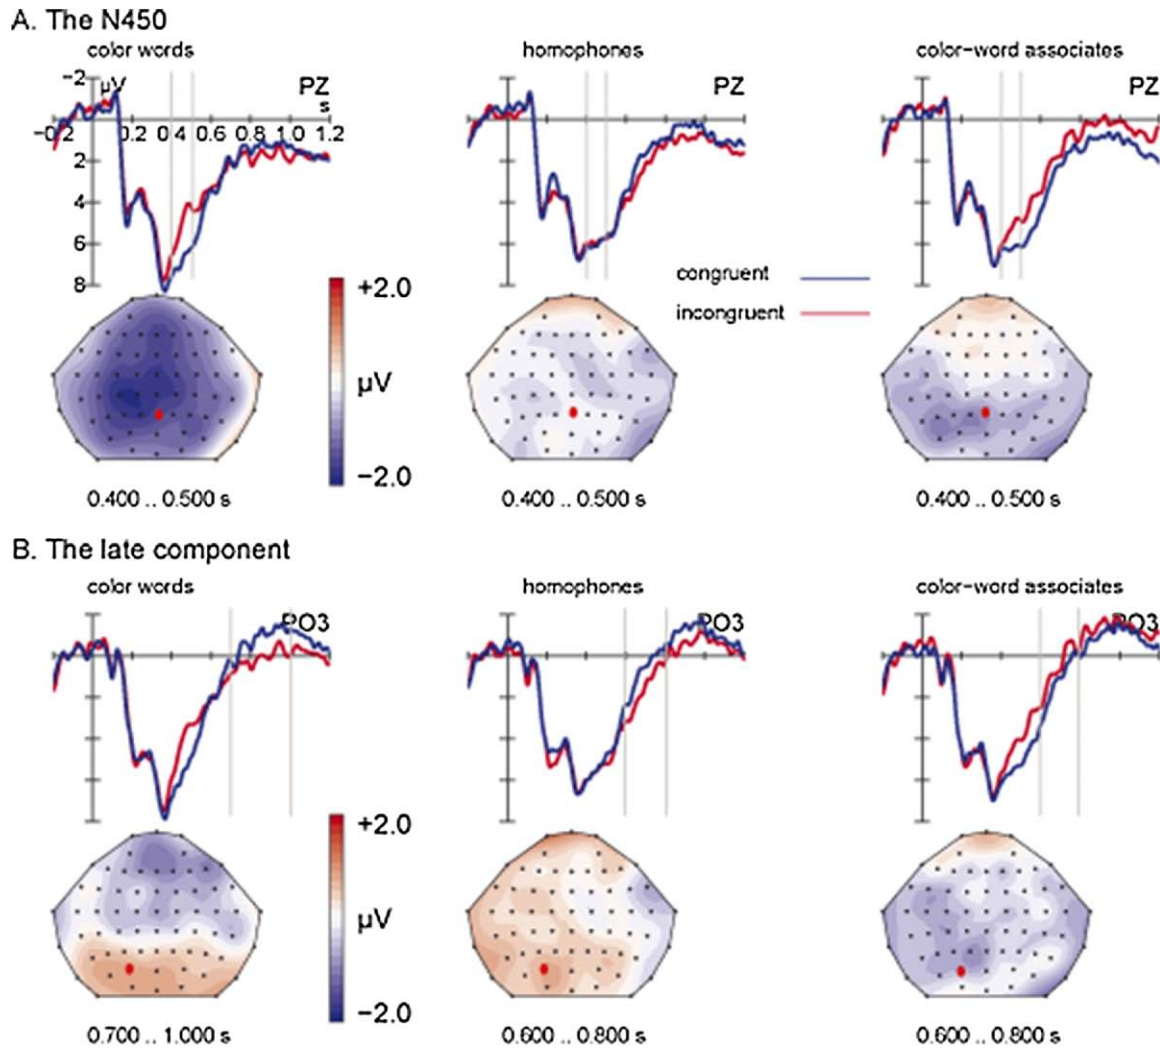 A. The N450
color words
homophones
color-word associates
−2
μV
PZ
PZ
PZ
s
−0.2 0.2 0.4 0.6 0.8 1.0 1.2
2
4
6
8
congruent
incongruent
+2.0
μV
−2.0
0.400 .. 0.500 s
0.400 .. 0.500 s
0.400 .. 0.500 s
B. The late component
color words
homophones
color-word associates
PO3
PO3
PO3
+2.0
μV
−2.0
0.700 .. 1.000 s
0.600 .. 0.800 s
0.600 .. 0.800 s